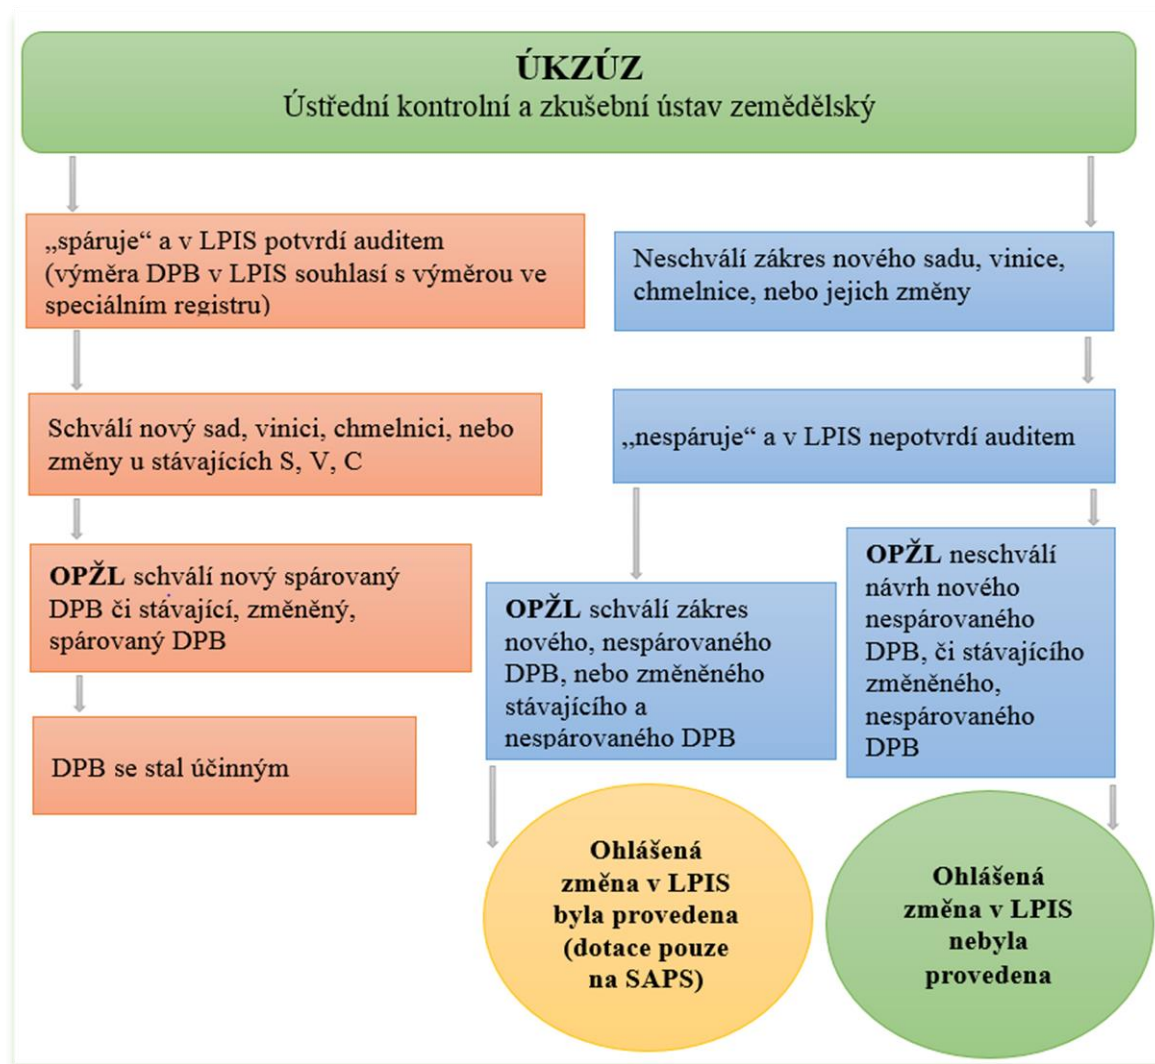 ÚKZÚZ
Ústřední kontrolní a zkušební ústav zemědělský
„spáruje“ a v LPIS potvrdí auditem
(výměra DPB v LPIS souhlasí s výměrou ve
speciálním registru)
Neschválí zákres nového sadu, vinice,
chmelnice, nebo jejich změny
Schválí nový sad, vinici, chmelnici, nebo
změny u stávajících S, V, C
„nespáruje“ a v LPIS nepotvrdí auditem
OPŽL schválí nový spárovaný
DPB či stávající, změněný,
spárovaný DPB
OPŽL schválí zákres
nového, nespárovaného
DPB, nebo změněného
stávajícího a
nespárovaného DPB
OPŽL neschválí
návrh nového
nespárovaného
DPB, či stávajícího
změněného,
nespárovaného
DPB
DPB se stal účinným
Ohlášená
změna v LPIS
byla provedena
(dotace pouze
na SAPS)
Ohlášená
změna v LPIS
nebyla
provedena